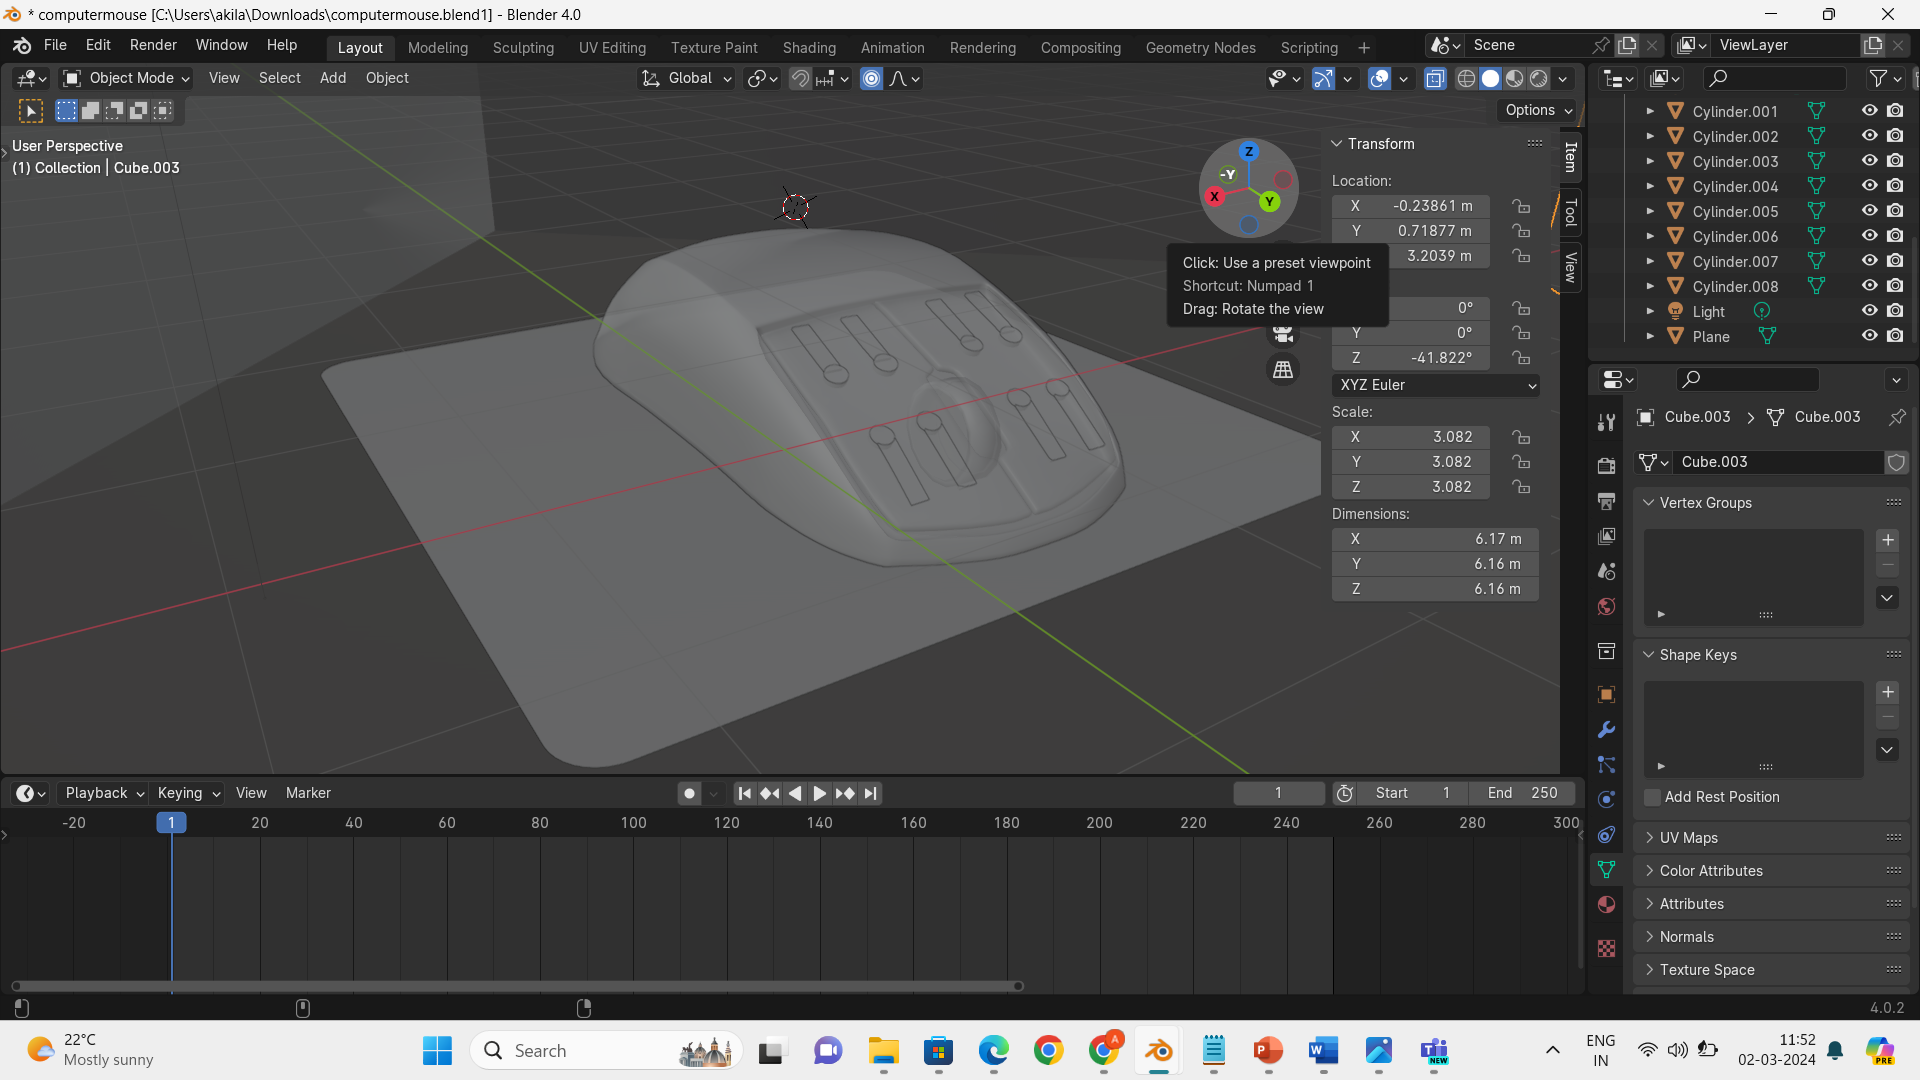 * computermouse [C:\Users\akila\Downloads\computermouse.blend1] - Blender 4.0
File Edit Render Window Help Layout Modeling Sculpting UV Editing Texture Paint Shading Animation Rendering Compositing Geometry Nodes Scripting + Scene ViewLayer
Object Mode View Select Add Object Global
Options
User Perspective
(1) Collection | Cube.003
Z
-Y
X
Y
Click: Use a preset viewpoint
Shortcut: Numpad 1
Drag: Rotate the view
Transform
Location:
X -0.23861 m
Y 0.71877 m
3.2039 m
0°
Y 0°
Z -41.822°
XYZ Euler
Scale:
X 3.082
Y 3.082
Z 3.082
Dimensions:
X 6.17 m
Y 6.16 m
Z 6.16 m
Item
Tool
View
Cylinder.001
Cylinder.002
Cylinder.003
Cylinder.004
Cylinder.005
Cylinder.006
Cylinder.007
Cylinder.008
Light
Plane
Cube.003 > Cube.003
Cube.003
Vertex Groups
Shape Keys
Add Rest Position
UV Maps
Color Attributes
Attributes
Normals
Texture Space
Playback Keying View Marker 1 Start 1 End 250
-20 1 20 40 60 80 100 120 140 160 180 200 220 240 260 280 300
4.0.2
22°C
Mostly sunny
Search
A
P
W
T
NEW
ENG
IN
11:52
02-03-2024
PRE